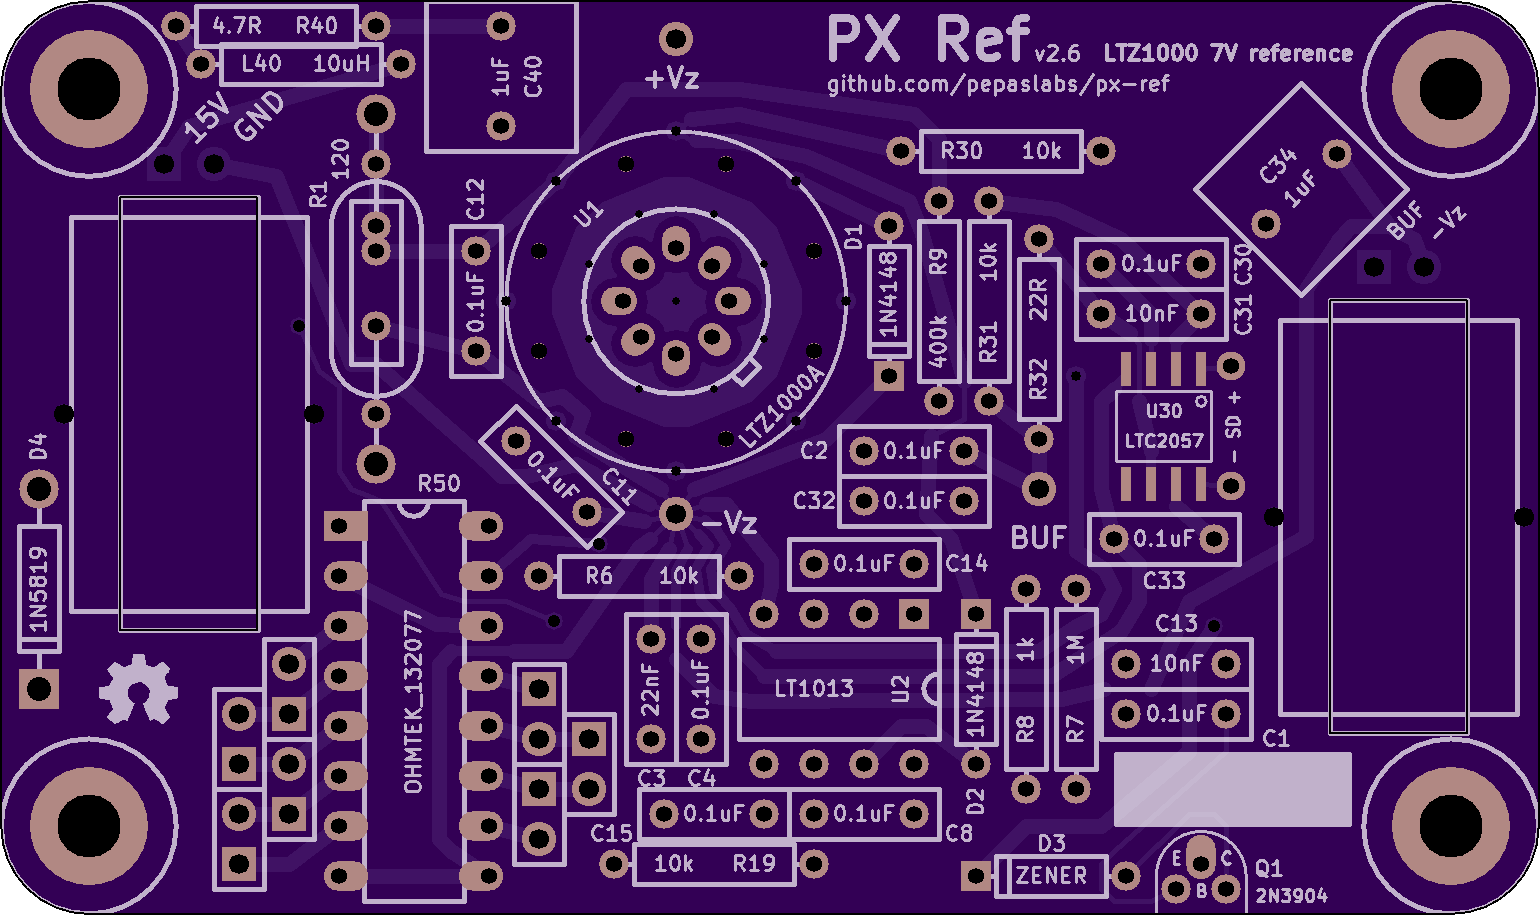 4.7R R40
L40 10uH
15V
GND
1uF
C40
+Vz
PX Ref v2.6 LTZ1000 7V reference
github.com/pepaslabs/px-ref
R30 10k
C34
1uF
BUF
-Vz
120
R1
C12
0.1uF
U1
LTZ1000A
D1
1N4148
R9
400k
10k
R31
22R
R32
0.1uF
C30
10nF
C31
U30
LTC2057
- SD +
D4
1N5819
R50
OHMTEK_132077
0.1uF
C11
-Vz
C2 0.1uF
C32 0.1uF
BUF
0.1uF
C33
0.1uF C14
R6 10k
22nF
C3
0.1uF
C4
LT1013
U2
1N4148
D2
1k
R8
1M
R7
C13
10nF
0.1uF
C1
C15 0.1uF
0.1uF C8
10k R19
D3
ZENER
E C
B
Q1
2N3904